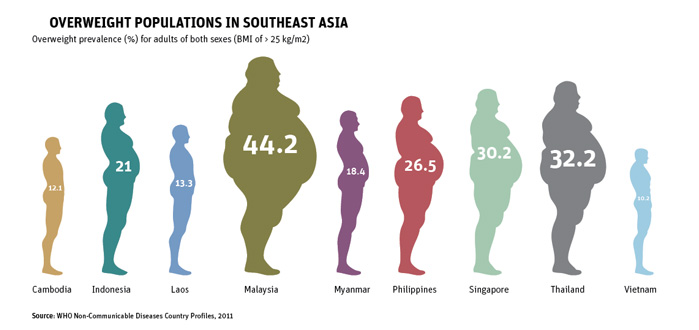 OVERWEIGHT POPULATIONS IN SOUTHEAST ASIA
Overweight prevalence (%) for adults of both sexes (BMI of > 25 kg/m2)
12.1 21 13.3 44.2 18.4 26.5 30.2 32.2 10.2
Cambodia Indonesia Laos Malaysia Myanmar Philippines Singapore Thailand Vietnam
Source: WHO Non-Communicable Diseases Country Profiles, 2011